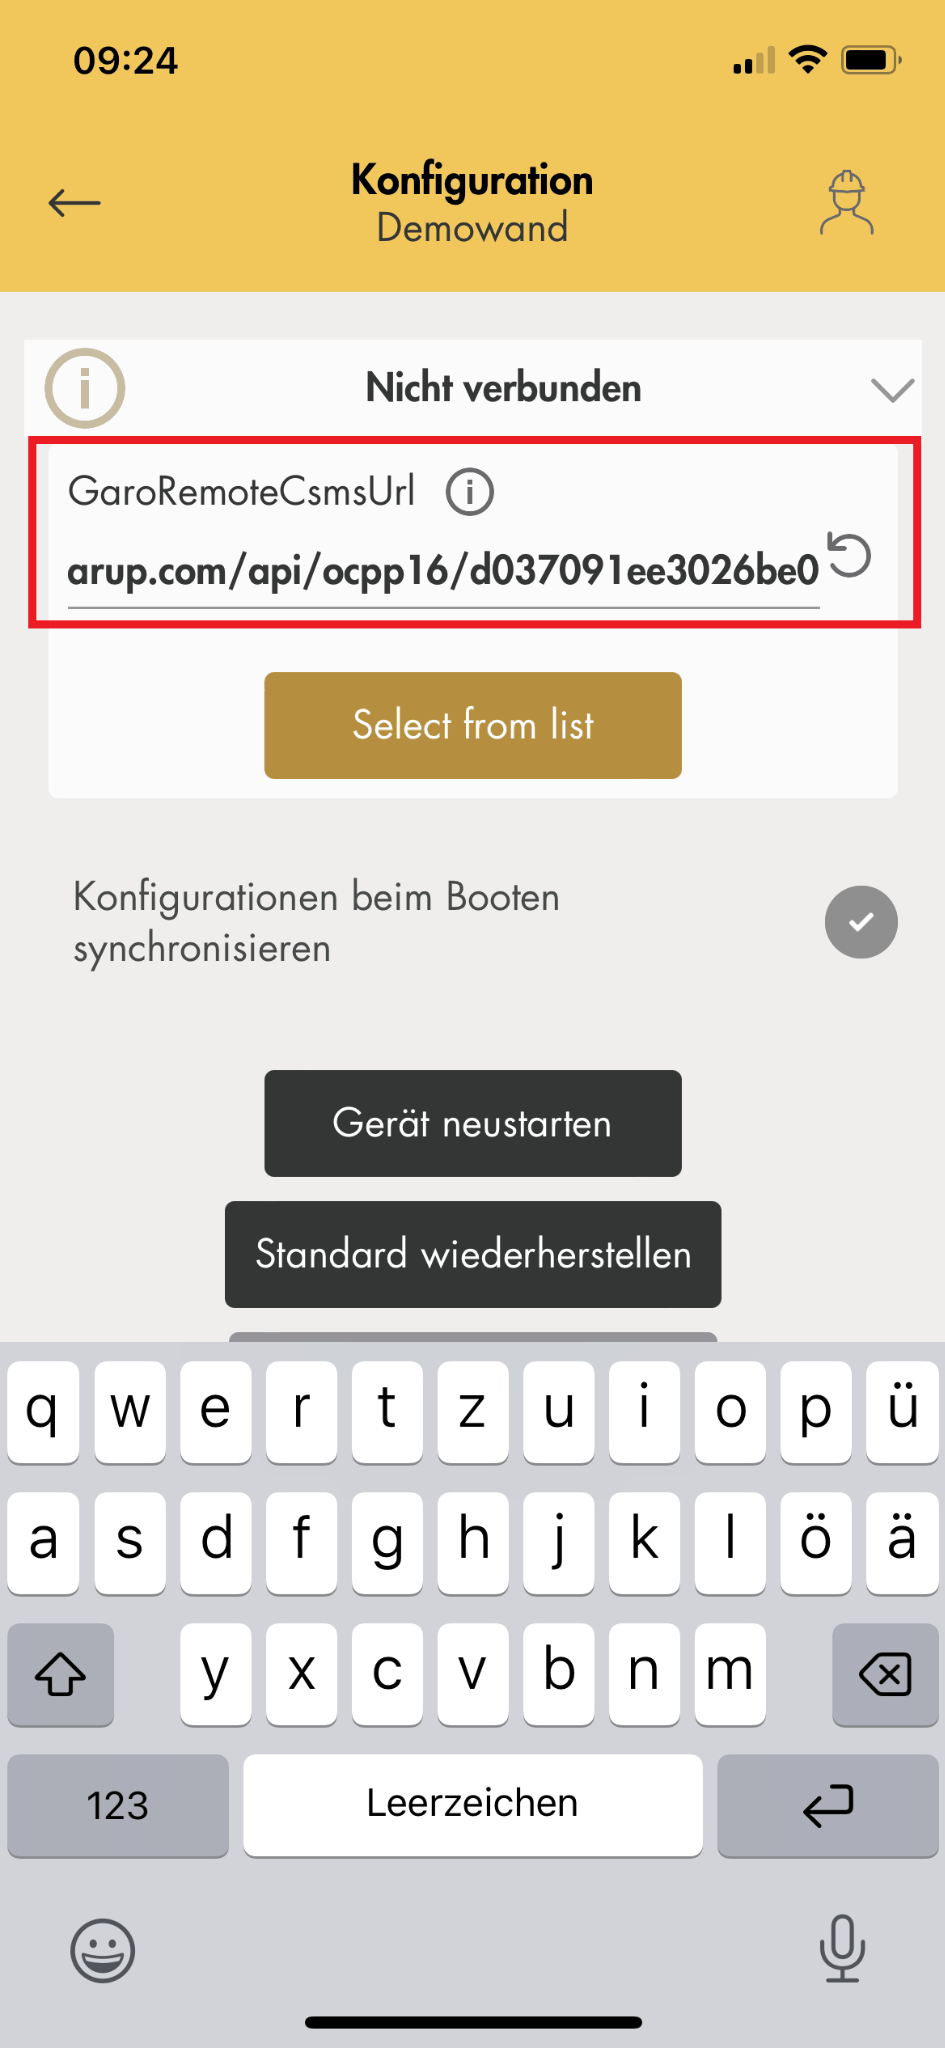 09:24
Konfiguration
Demowand
Nicht verbunden
GaroRemoteCsmsUrl
arup.com/api/ocpp16/d037091ee3026be0
Select from list
Konfigurationen beim Booten
synchronisieren
Gerät neustarten
Standard wiederherstellen
q w e r t z u i o p ü
a s d f g h j k l ö ä
y x c v b n m
123 Leerzeichen